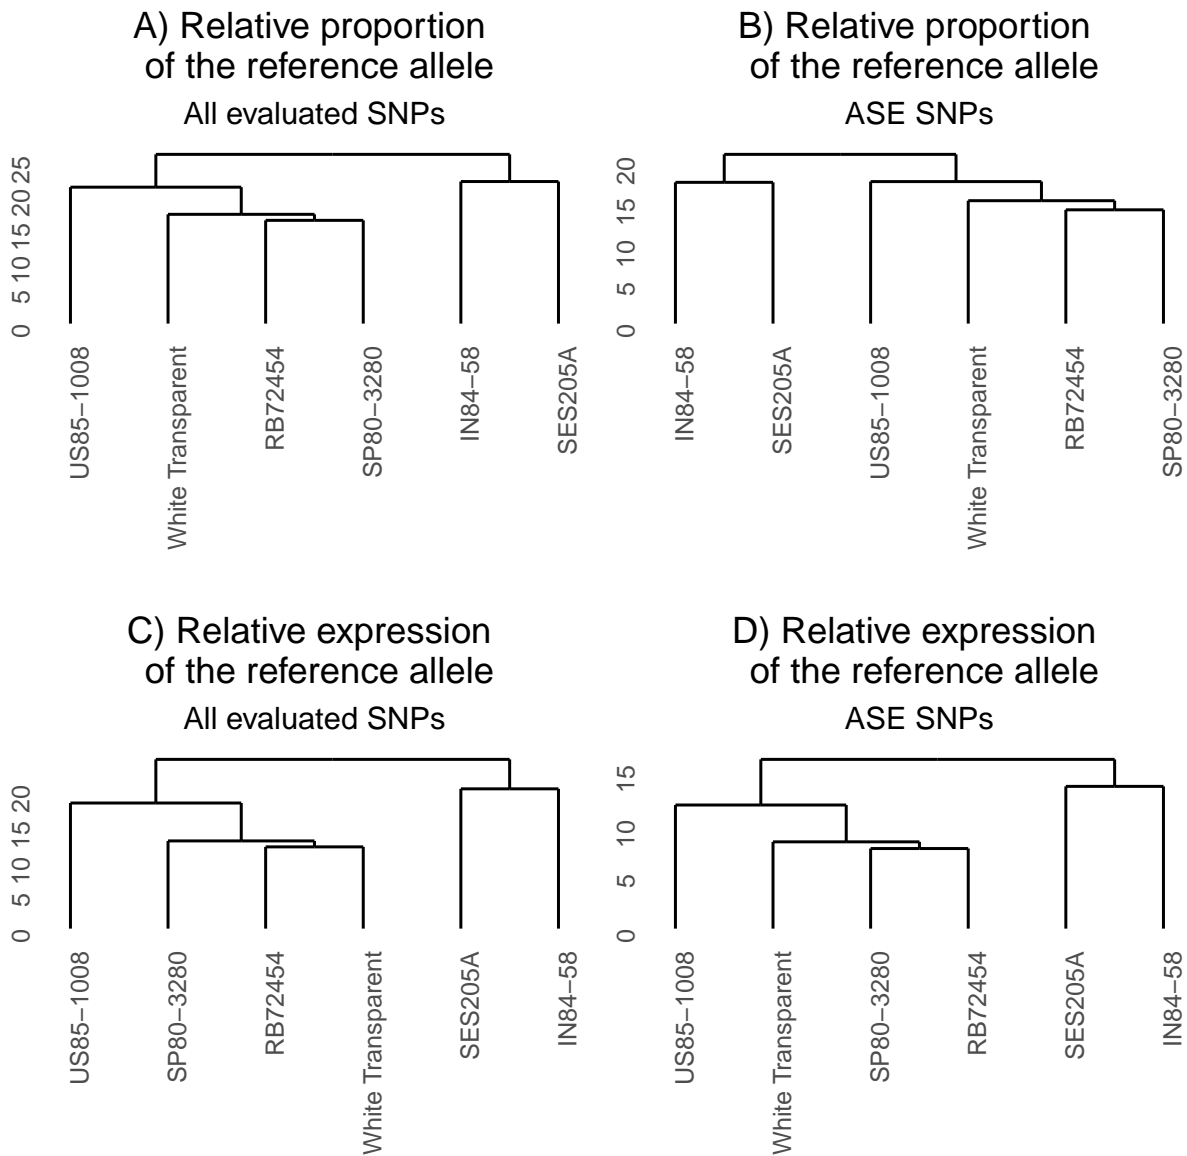 A) Relative proportion
of the reference allele
All evaluated SNPs
0 5 10 15 20 25
US85−1008
White Transparent
RB72454
SP80−3280
IN84−58
SES205A
B) Relative proportion
of the reference allele
ASE SNPs
0 5 10 15 20
IN84−58
SES205A
US85−1008
White Transparent
RB72454
SP80−3280
C) Relative expression
of the reference allele
All evaluated SNPs
0 5 10 15 20
US85−1008
SP80−3280
RB72454
White Transparent
SES205A
IN84−58
D) Relative expression
of the reference allele
ASE SNPs
0 5 10 15
US85−1008
White Transparent
SP80−3280
RB72454
SES205A
IN84−58